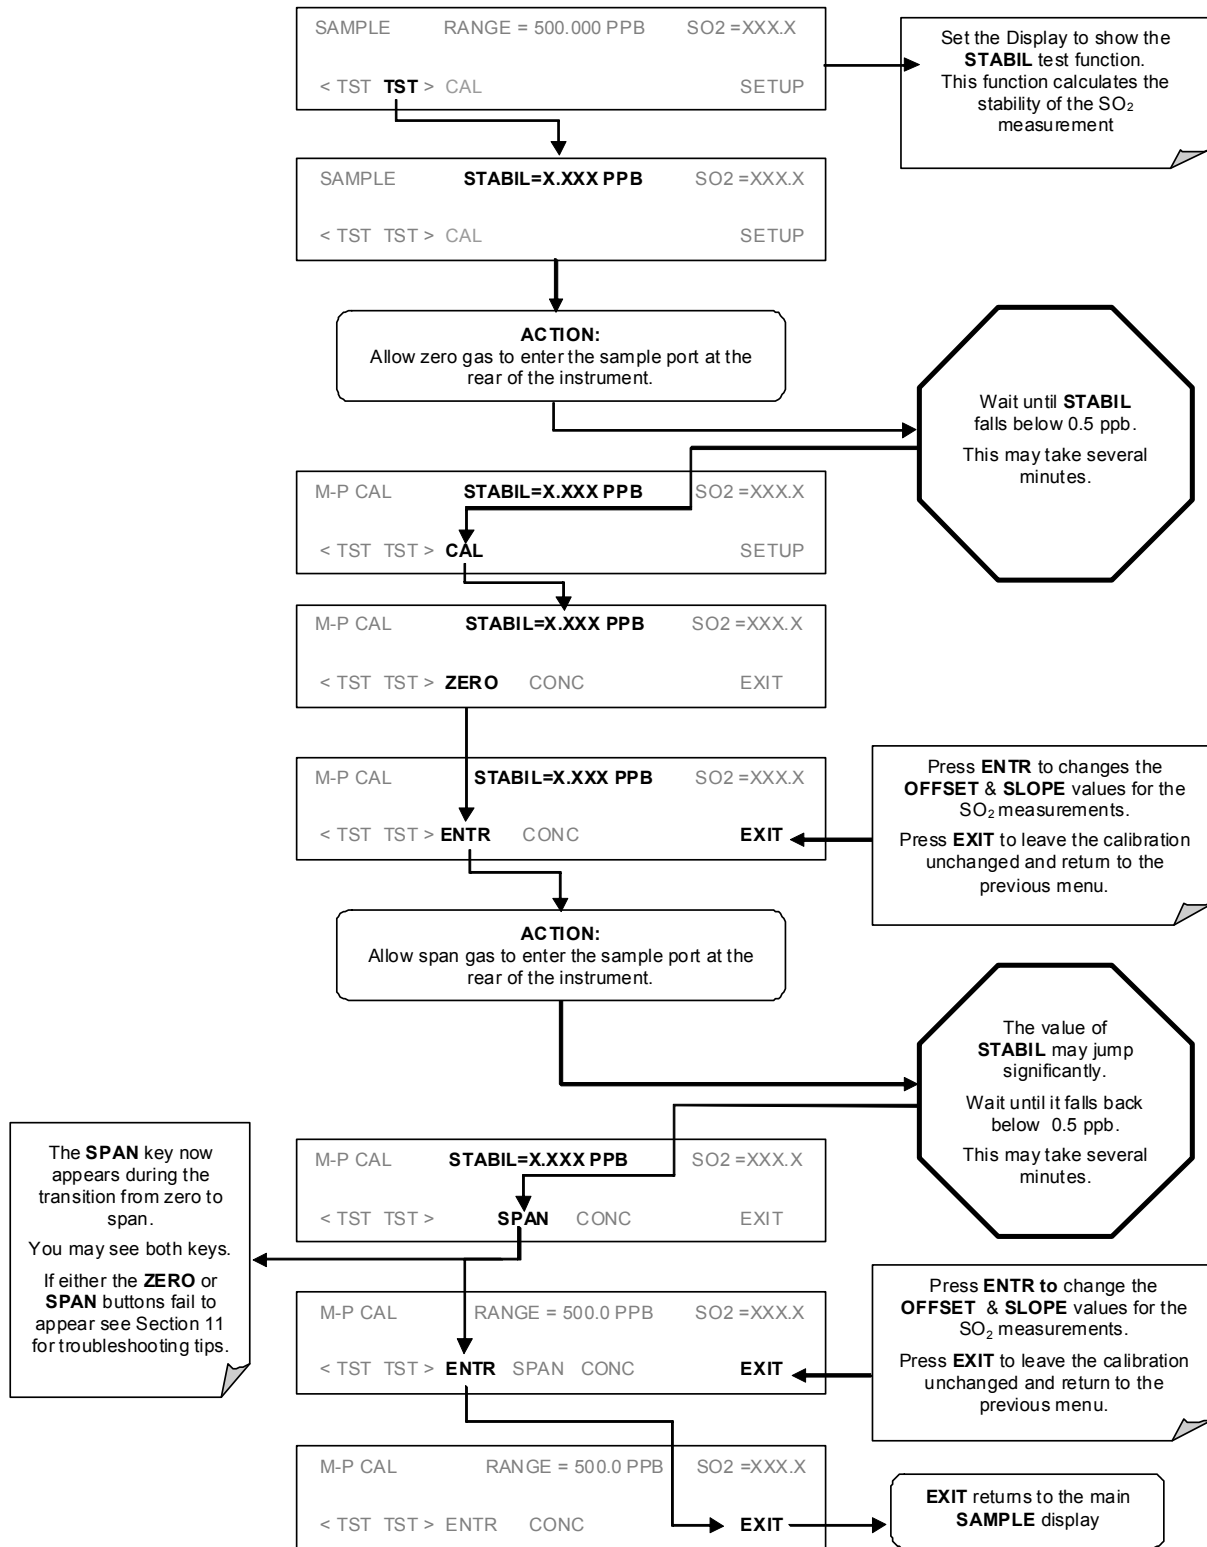 SAMPLE RANGE = 500.000 PPB SO2 =XXX.X
< TST TST > CAL SETUP
Set the Display to show the
STABIL test function.
This function calculates the
stability of the SO2
measurement
SAMPLE STABIL=X.XXX PPB SO2 =XXX.X
< TST TST > CAL SETUP
ACTION:
Allow zero gas to enter the sample port at the
rear of the instrument.
Wait until STABIL
falls below 0.5 ppb.
This may take several
minutes.
M-P CAL STABIL=X.XXX PPB SO2 =XXX.X
< TST TST > CAL SETUP
M-P CAL STABIL=X.XXX PPB SO2 =XXX.X
< TST TST > ZERO CONC EXIT
M-P CAL STABIL=X.XXX PPB SO2 =XXX.X
< TST TST > ENTR CONC EXIT
Press ENTR to changes the
OFFSET & SLOPE values for the
SO2 measurements.
Press EXIT to leave the calibration
unchanged and return to the
previous menu.
ACTION:
Allow span gas to enter the sample port at the
rear of the instrument.
The value of
STABIL may jump
significantly.
Wait until it falls back
below 0.5 ppb.
This may take several
minutes.
The SPAN key now
appears during the
transition from zero to
span.
You may see both keys.
If either the ZERO or
SPAN buttons fail to
appear see Section 11
for troubleshooting tips.
M-P CAL STABIL=X.XXX PPB SO2 =XXX.X
< TST TST > SPAN CONC EXIT
M-P CAL RANGE = 500.0 PPB SO2 =XXX.X
< TST TST > ENTR SPAN CONC EXIT
Press ENTR to change the
OFFSET & SLOPE values for the
SO2 measurements.
Press EXIT to leave the calibration
unchanged and return to the
previous menu.
M-P CAL RANGE = 500.0 PPB SO2 =XXX.X
< TST TST > ENTR CONC EXIT
EXIT returns to the main
SAMPLE display